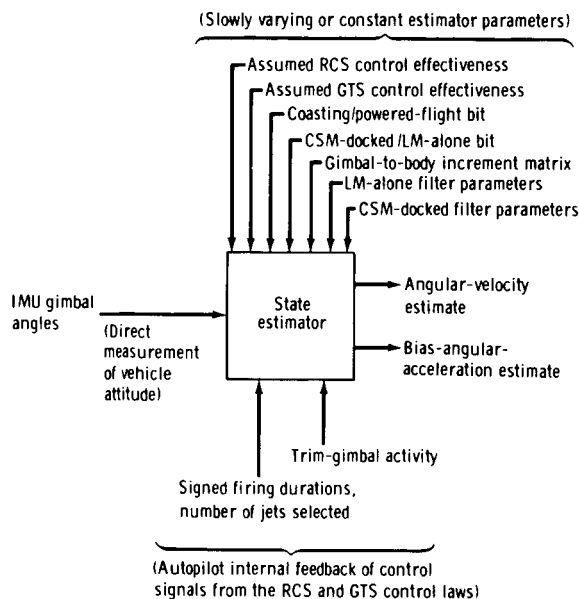 (Slowly varying or constant estimator parameters)
Assumed RCS control effectiveness
Assumed GTS control effectiveness
Coasting/powered-flight bit
CSM-docked/LM-alone bit
Gimbal-to-body increment matrix
LM-alone filter parameters
CSM-docked filter parameters
IMU gimbal
angles
(Direct
measurement
of vehicle
attitude)
State
estimator
Angular-velocity
estimate
Bias-angular-
acceleration estimate
Trim-gimbal activity
Signed firing durations,
number of jets selected
(Autopilot internal feedback of control
signals from the RCS and GTS control laws)